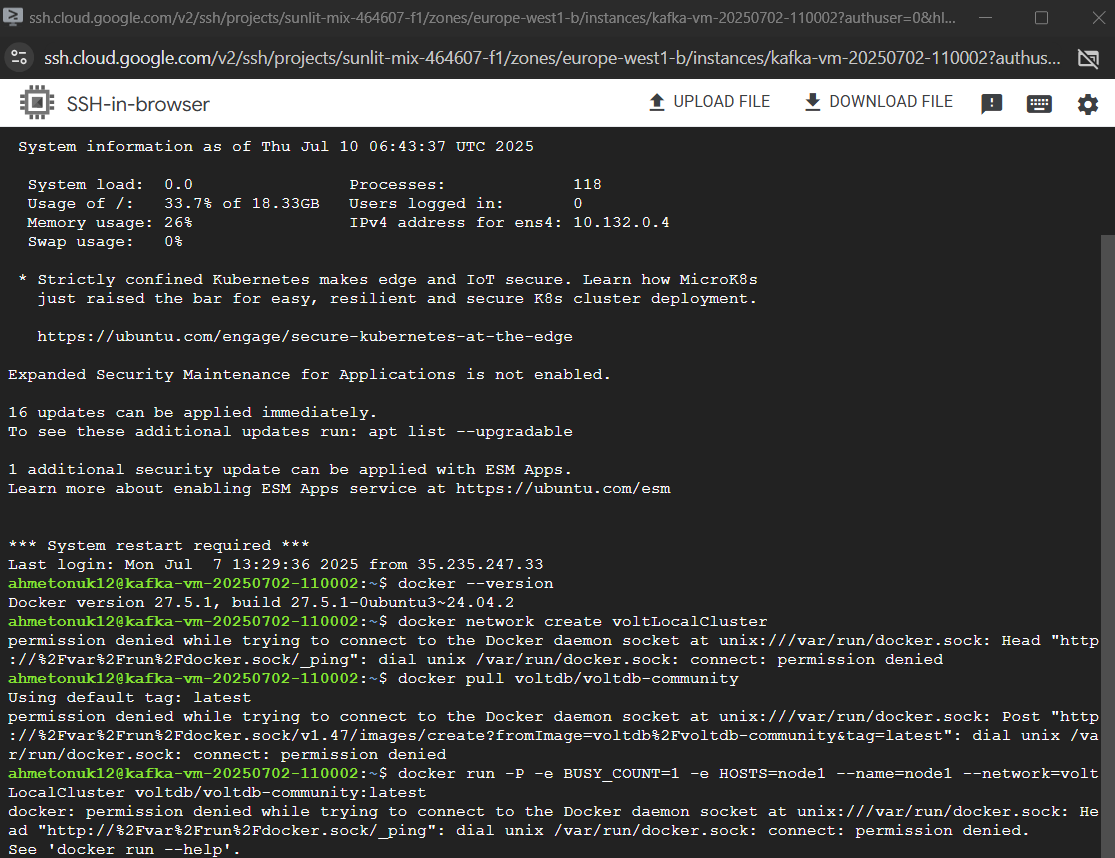 ssh.cloud.google.com/v2/ssh/projects/sunlit-mix-464607-f1/zones/europe-west1-b/instances/kafka-vm-20250702-110002?authuser=0&hl...
ssh.cloud.google.com/v2/ssh/projects/sunlit-mix-464607-f1/zones/europe-west1-b/instances/kafka-vm-20250702-110002?authus...
SSH-in-browser UPLOAD FILE DOWNLOAD FILE
System information as of Thu Jul 10 06:43:37 UTC 2025
System load: 0.0 Processes: 118
Usage of /: 33.7% of 18.33GB Users logged in: 0
Memory usage: 26% IPv4 address for ens4: 10.132.0.4
Swap usage: 0%
* Strictly confined Kubernetes makes edge and IoT secure. Learn how MicroK8s
just raised the bar for easy, resilient and secure K8s cluster deployment.
https://ubuntu.com/engage/secure-kubernetes-at-the-edge
Expanded Security Maintenance for Applications is not enabled.
16 updates can be applied immediately.
To see these additional updates run: apt list --upgradable
1 additional security update can be applied with ESM Apps.
Learn more about enabling ESM Apps service at https://ubuntu.com/esm
*** System restart required ***
Last login: Mon Jul  7 13:29:36 2025 from 35.235.247.33
ahmetonuk12@kafka-vm-20250702-110002:~$ docker --version
Docker version 27.5.1, build 27.5.1-0ubuntu3~24.04.2
ahmetonuk12@kafka-vm-20250702-110002:~$ docker network create voltLocalCluster
permission denied while trying to connect to the Docker daemon socket at unix:///var/run/docker.sock: Head "http
://%2Fvar%2Frun%2Fdocker.sock/_ping": dial unix /var/run/docker.sock: connect: permission denied
ahmetonuk12@kafka-vm-20250702-110002:~$ docker pull voltdb/voltdb-community
Using default tag: latest
permission denied while trying to connect to the Docker daemon socket at unix:///var/run/docker.sock: Post "http
://%2Fvar%2Frun%2Fdocker.sock/v1.47/images/create?fromImage=voltdb%2Fvoltdb-community&tag=latest": dial unix /va
r/run/docker.sock: connect: permission denied
ahmetonuk12@kafka-vm-20250702-110002:~$ docker run -P -e BUSY_COUNT=1 -e HOSTS=node1 --name=node1 --network=volt
LocalCluster voltdb/voltdb-community:latest
docker: permission denied while trying to connect to the Docker daemon socket at unix:///var/run/docker.sock: He
ad "http://%2Fvar%2Frun%2Fdocker.sock/_ping": dial unix /var/run/docker.sock: connect: permission denied.
See 'docker run --help'.